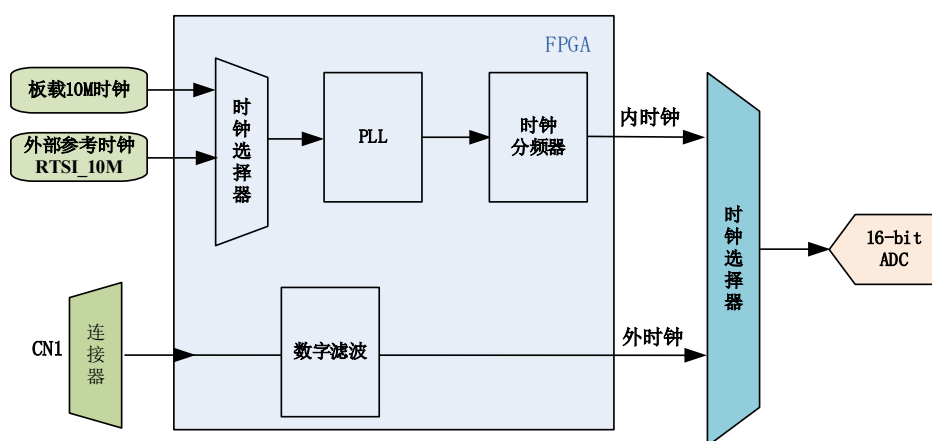 FPGA
板载10M时钟
外部参考时钟
RTSI_10M
时钟选择器
PLL
时钟
分频器
内时钟
时钟选择器
16-bit
ADC
CN1
连接器
数字滤波
外时钟